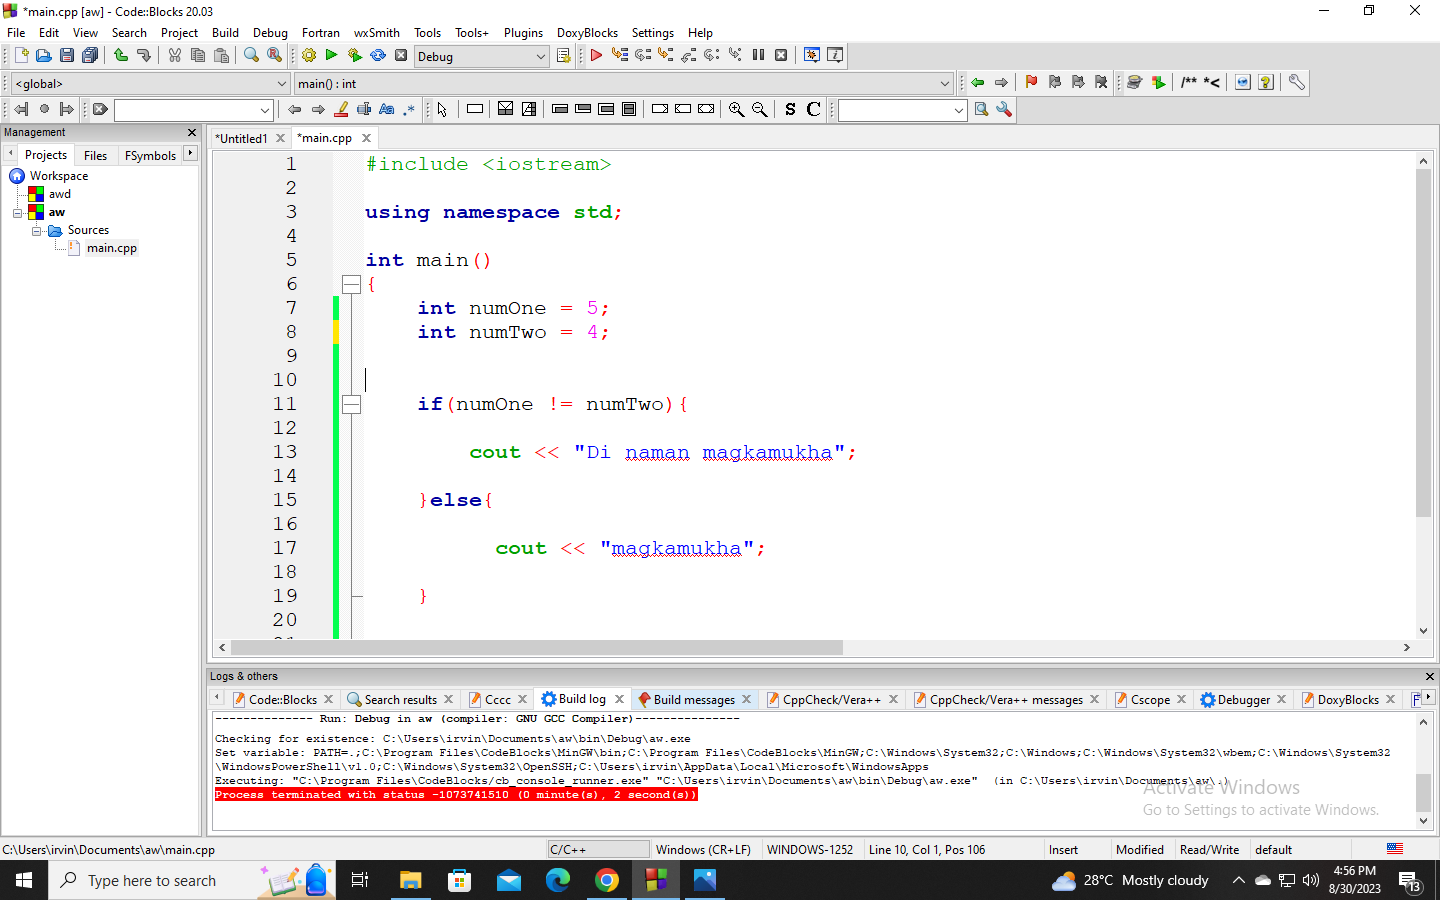 *main.cpp [aw] - Code::Blocks 20.03
File Edit View Search Project Build Debug Fortran wxSmith Tools Tools+ Plugins DoxyBlocks Settings Help
Debug
<global> main() : int
/** *<
S C
Management
Projects Files FSymbols
Workspace
awd
aw
Sources
main.cpp
*Untitled1 *main.cpp
1 #include <iostream>
2
3 using namespace std;
4
5 int main()
6 {
7 int numOne = 5;
8 int numTwo = 4;
9
10
11 if(numOne != numTwo){
12
13 cout << "Di naman magkamukha";
14
15 }else{
16
17 cout << "magkamukha";
18
19 }
20
Logs & others
Code::Blocks Search results Cccc Build log Build messages CppCheck/Vera++ CppCheck/Vera++ messages Cscope Debugger DoxyBlocks F
-------------- Run: Debug in aw (compiler: GNU GCC Compiler)---------------
Checking for existence: C:\Users\irvin\Documents\aw\bin\Debug\aw.exe
Set variable: PATH=.;C:\Program Files\CodeBlocks\MinGW\bin;C:\Program Files\CodeBlocks\MinGW;C:\Windows\System32;C:\Windows;C:\Windows\System32\wbem;C:\Windows\System32
\WindowsPowerShell\v1.0;C:\Windows\System32\OpenSSH;C:\Users\irvin\AppData\Local\Microsoft\WindowsApps
Executing: "C:\Program Files\CodeBlocks/cb_console_runner.exe" "C:\Users\irvin\Documents\aw\bin\Debug\aw.exe" (in C:\Users\irvin\Documents\aw\.)
Process terminated with status -1073741510 (0 minute(s), 2 second(s))
Activate Windows
Go to Settings to activate Windows.
C:\Users\irvin\Documents\aw\main.cpp C/C++ Windows (CR+LF) WINDOWS-1252 Line 10, Col 1, Pos 106 Insert Modified Read/Write default
Type here to search
28°C Mostly cloudy
4:56 PM
8/30/2023
13